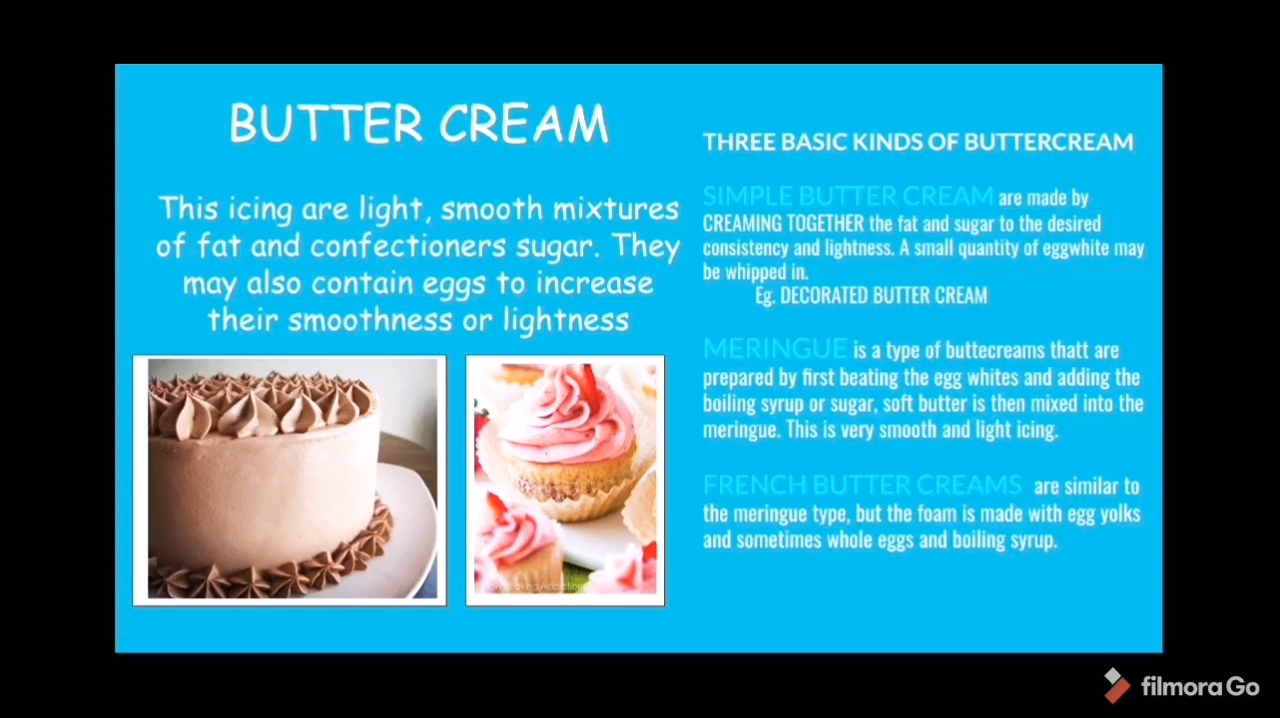 BUTTER CREAM
This icing are light, smooth mixtures
of fat and confectioners sugar. They
may also contain eggs to increase
their smoothness or lightness
THREE BASIC KINDS OF BUTTERCREAM
SIMPLE BUTTER CREAM are made by
CREAMING TOGETHER the fat and sugar to the desired
consistency and lightness. A small quantity of eggwhite may
be whipped in.
Eg. DECORATED BUTTER CREAM
MERINGUE is a type of buttecreams thatt are
prepared by first beating the egg whites and adding the
boiling syrup or sugar, soft butter is then mixed into the
meringue. This is very smooth and light icing.
FRENCH BUTTER CREAMS are similar to
the meringue type, but the foam is made with egg yolks
and sometimes whole eggs and boiling syrup.
filmora Go